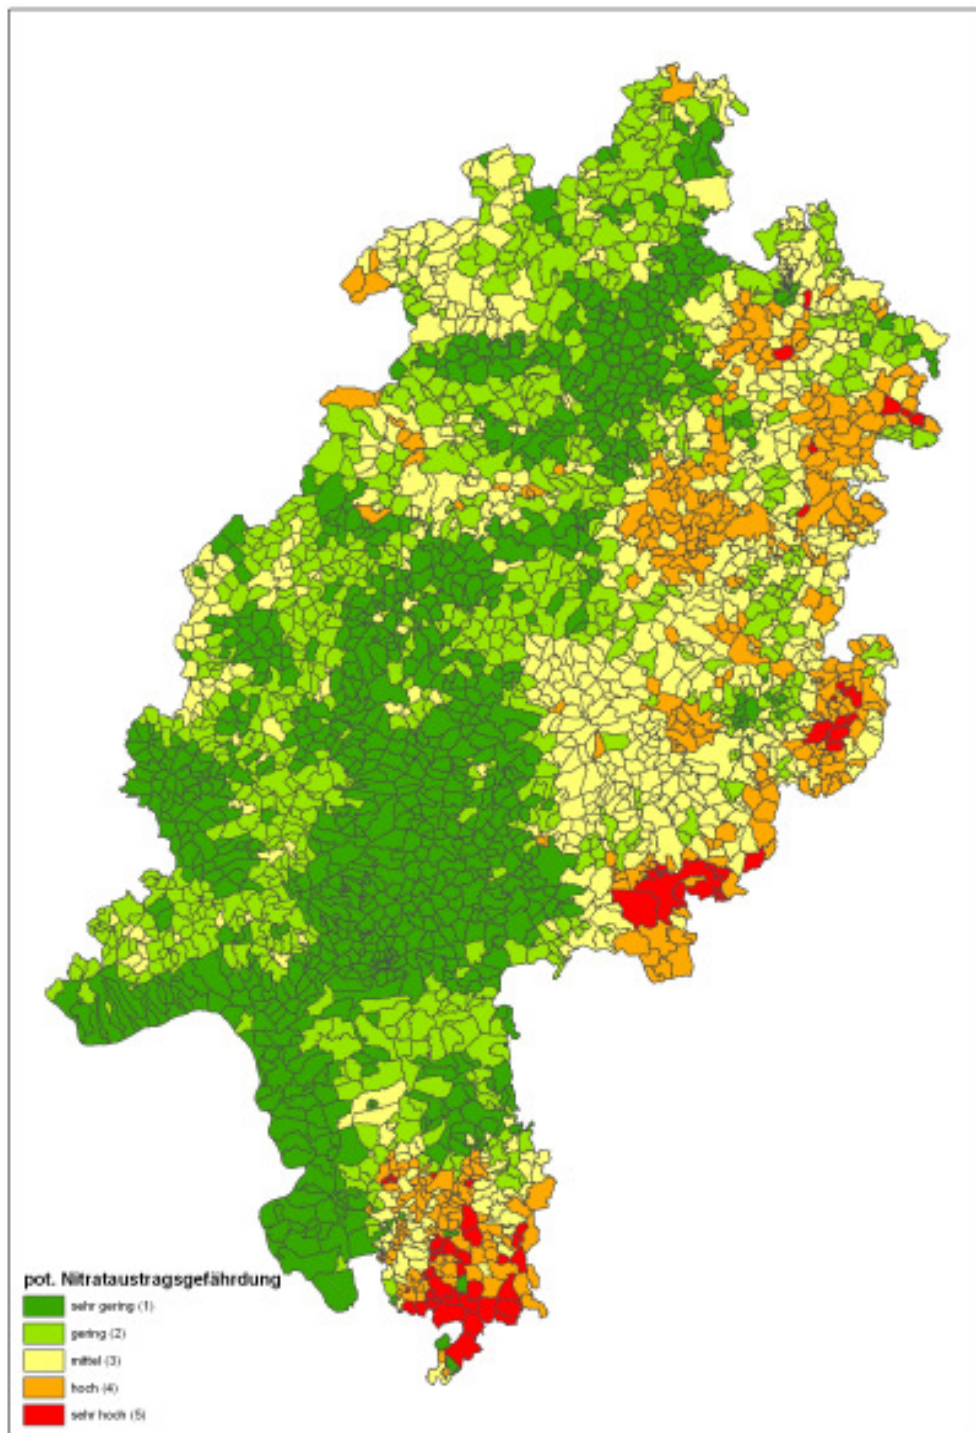 pot. Nitrataustragsgefährdung
sehr gering (1)
gering (2)
mittel (3)
hoch (4)
sehr hoch (5)